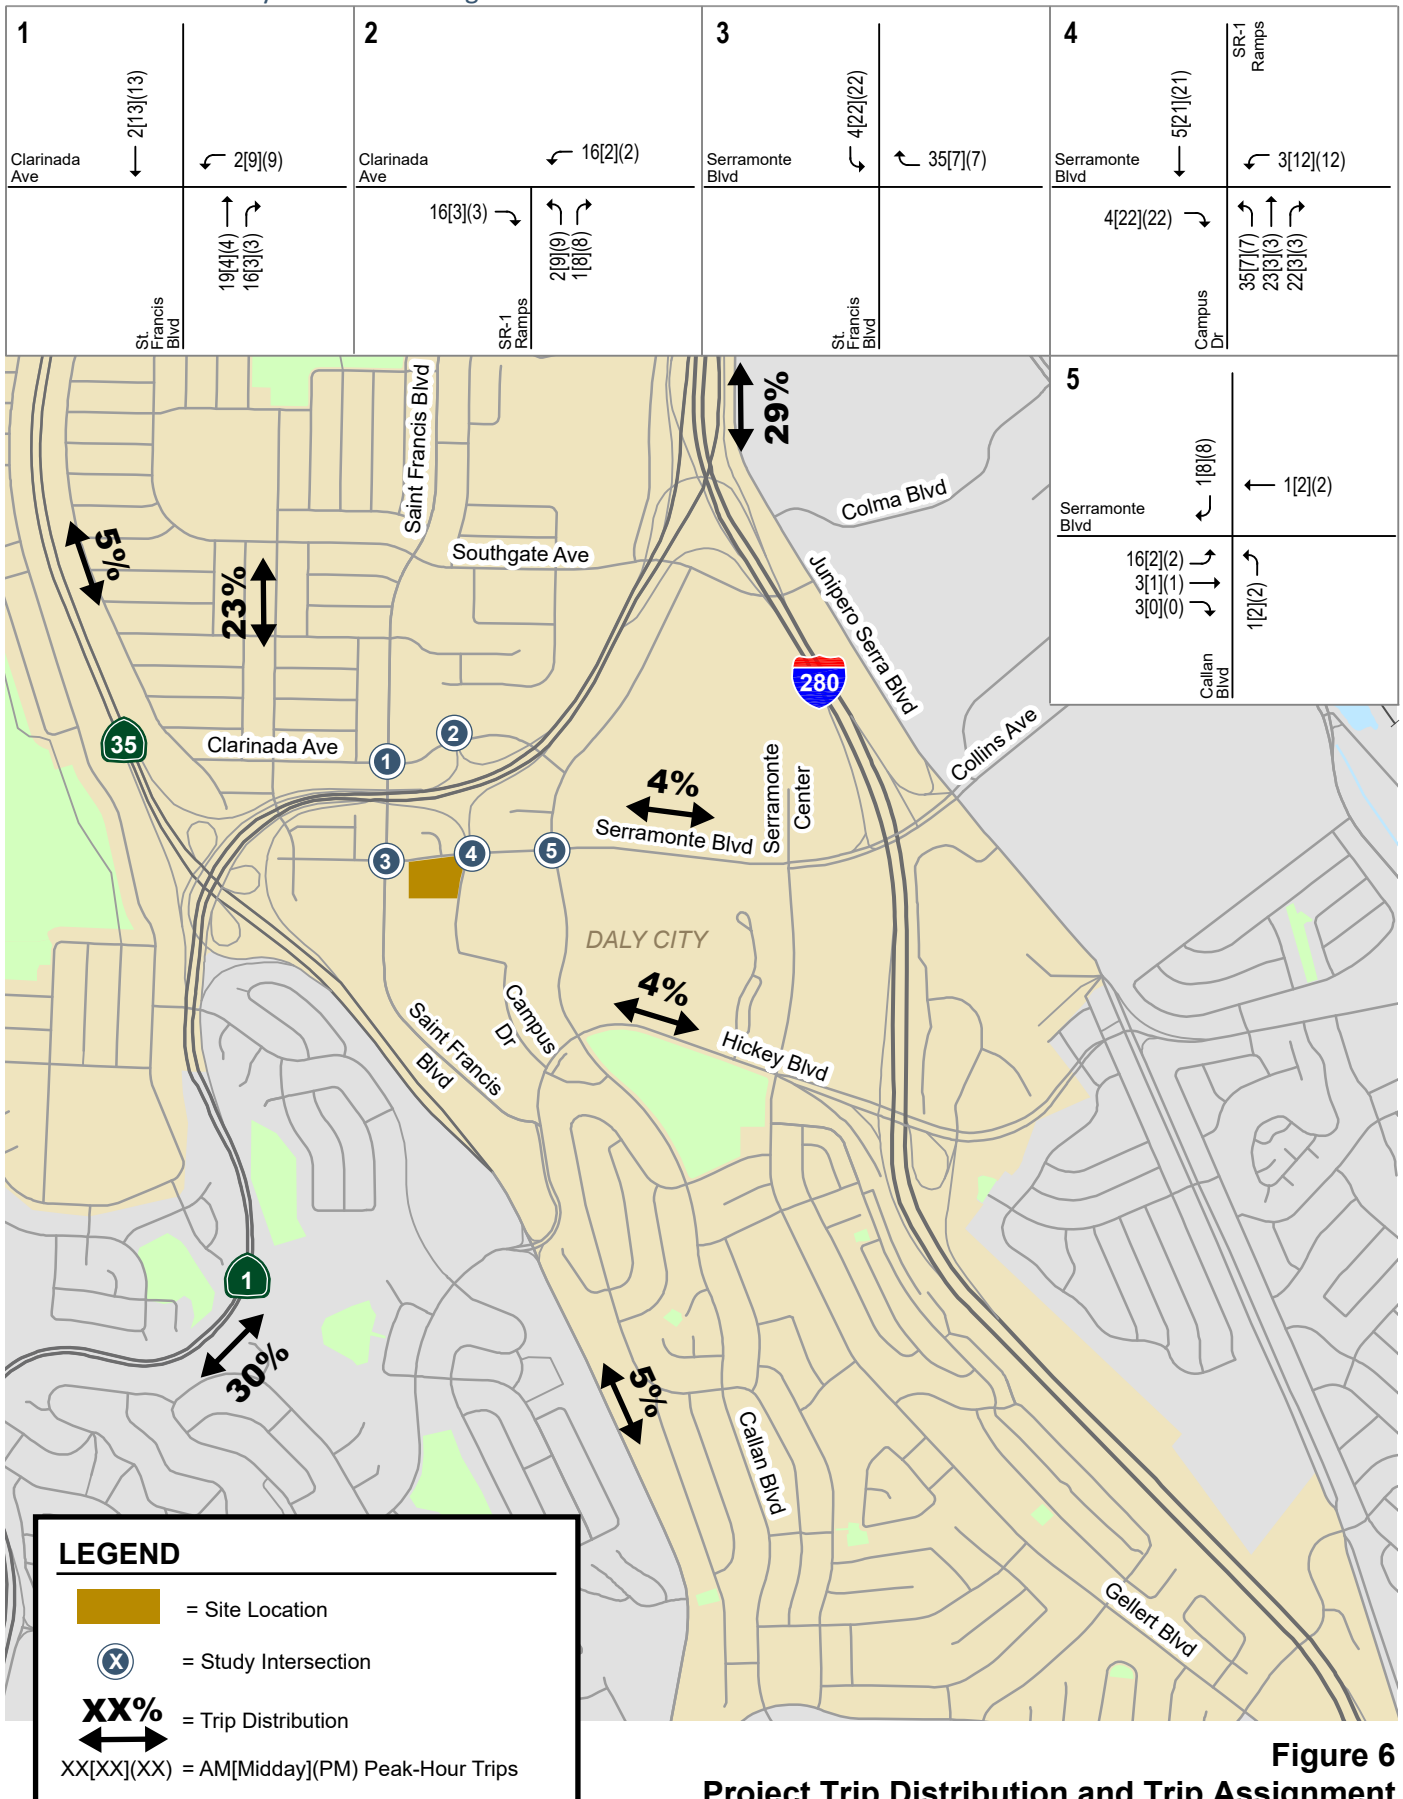 1
2[13](13)
Clarinada
Ave
2[9](9)
19[4](4)
16[3](3)
St.
Francis
Blvd
2
Clarinada
Ave
16[2](2)
16[3](3)
2[9](9)
1[8](8)
SR-1
Ramps
3
4[22](22)
Serramonte
Blvd
35[7](7)
St.
Francis
Blvd
4
SR-1
Ramps
5[21](21)
Serramonte
Blvd
3[12](12)
4[22](22)
35[7](7)
23[3](3)
22[3](3)
Campus
Dr
5
1[8](8)
1[2](2)
Serramonte
Blvd
16[2](2)
3[1](1)
3[0](0)
1[2](2)
Callan
Blvd
29%
Saint Francis Blvd
Colma Blvd
5%
Southgate Ave
23%
Junipero Serra Blvd
280
35
Clarinada Ave
1
2
Collins Ave
4%
Serramonte
Center
Serramonte Blvd
3
4
5
DALY CITY
4%
Campus
Dr
Saint Francis
Blvd
Hickey Blvd
1
30%
5%
Callan Blvd
Gellert Blvd
LEGEND
= Site Location
X = Study Intersection
XX% = Trip Distribution
XX[XX](XX) = AM[Midday](PM) Peak-Hour Trips
Figure 6
Project Trip Distribution and Trip Assignment